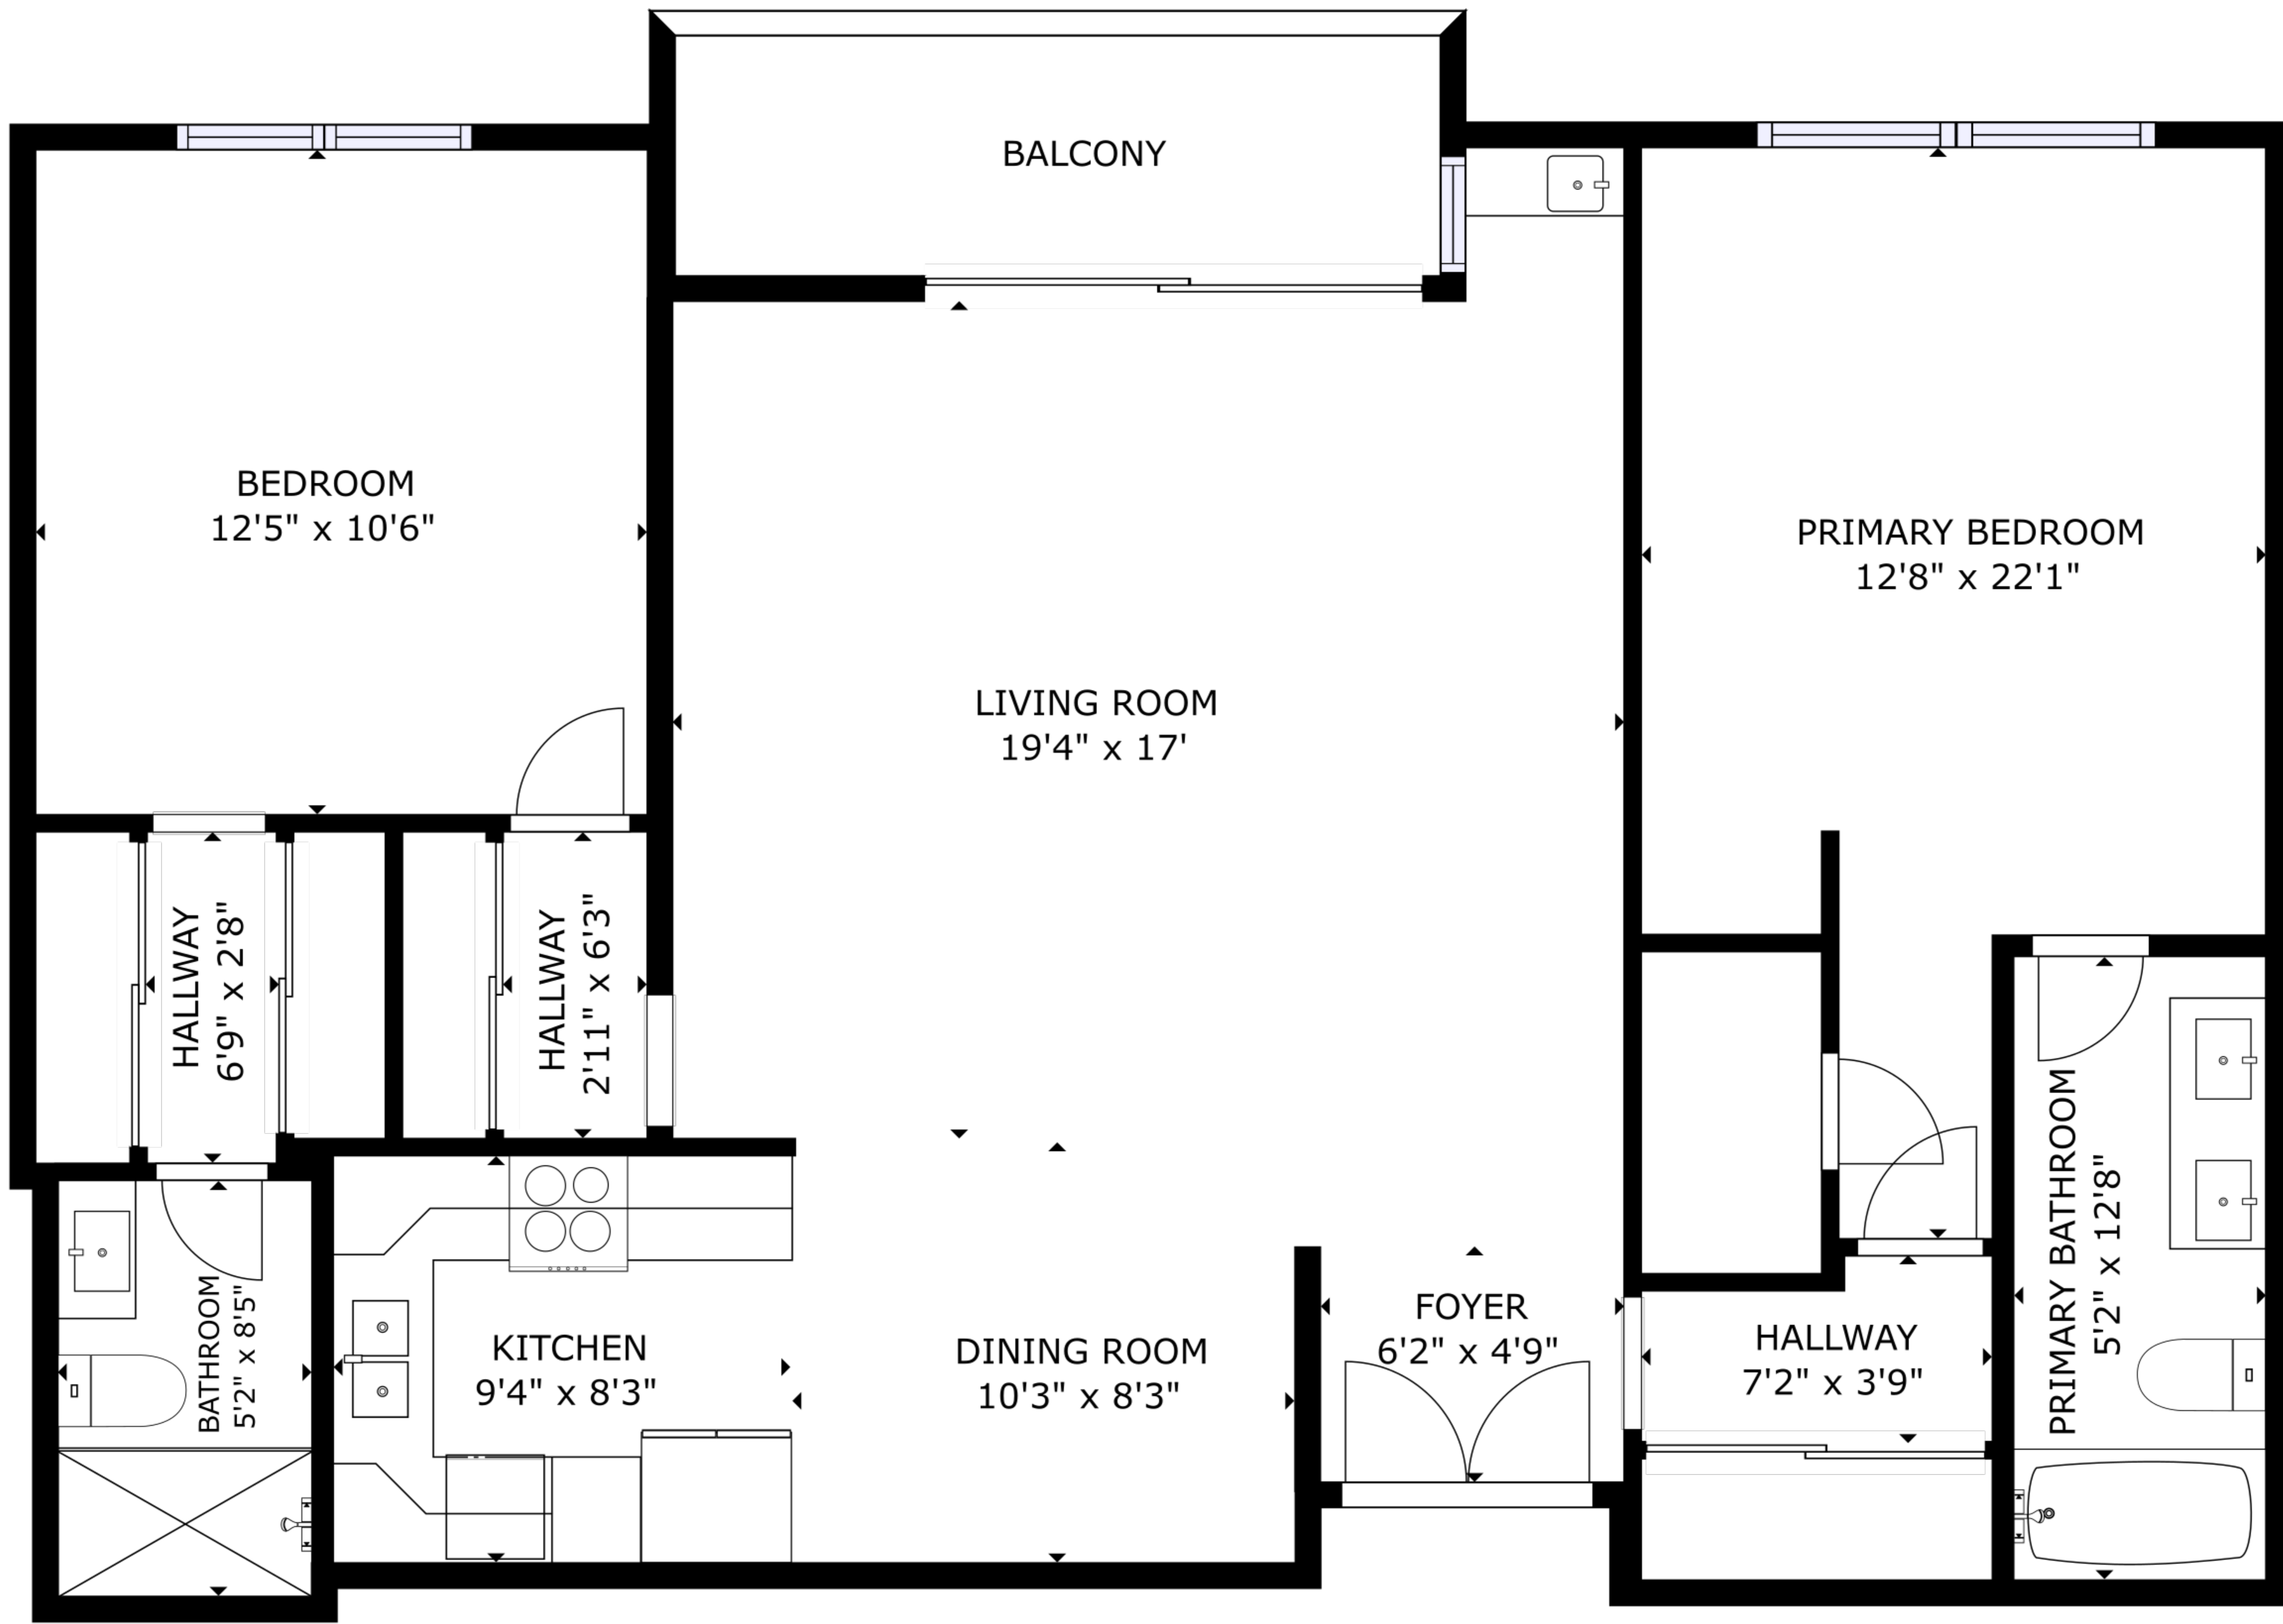 BALCONY
BEDROOM
12'5" x 10'6"
PRIMARY BEDROOM
12'8" x 22'1"
LIVING ROOM
19'4" x 17'
HALLWAY
6'9" x 2'8"
HALLWAY
2'11" x 6'3"
PRIMARY BATHROOM
5'2" x 12'8"
BATHROOM
5'2" x 8'5"
KITCHEN
9'4" x 8'3"
DINING ROOM
10'3" x 8'3"
FOYER
6'2" x 4'9"
HALLWAY
7'2" x 3'9"